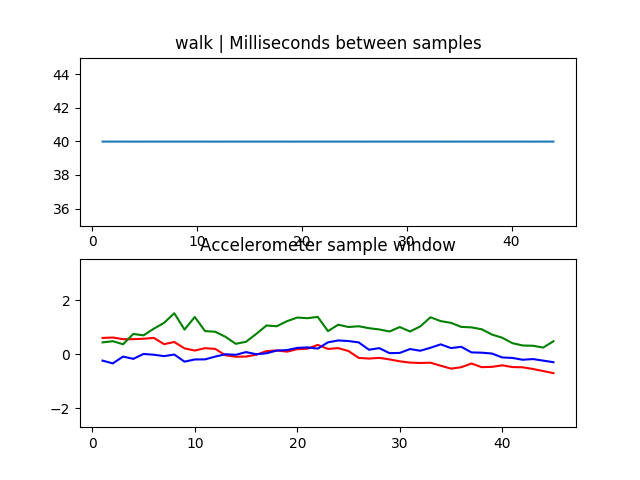 walk | Milliseconds between samples
44
42
40
38
36
0 10 20 30 40
Accelerometer sample window
2
0
−2
0 10 20 30 40